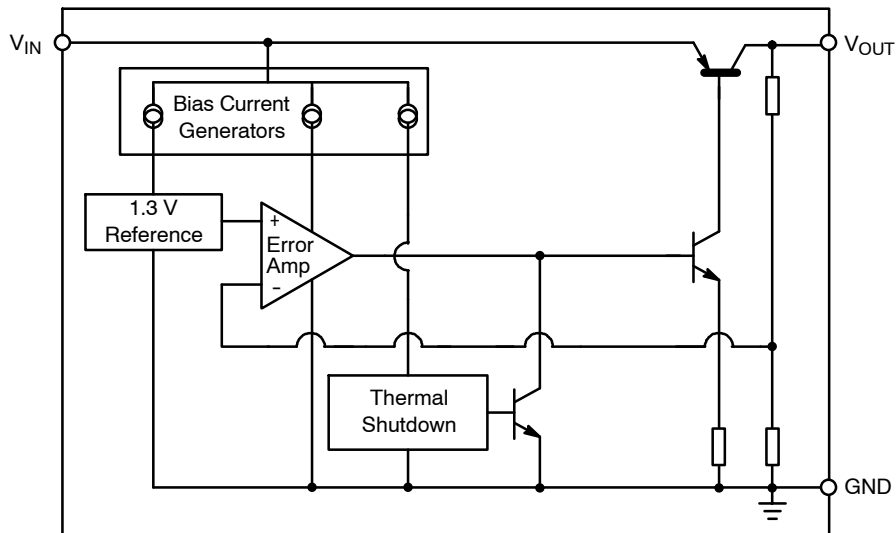 VIN
VOUT
Bias Current
Generators
1.3 V
Reference
+
Error
Amp
−
Thermal
Shutdown
GND